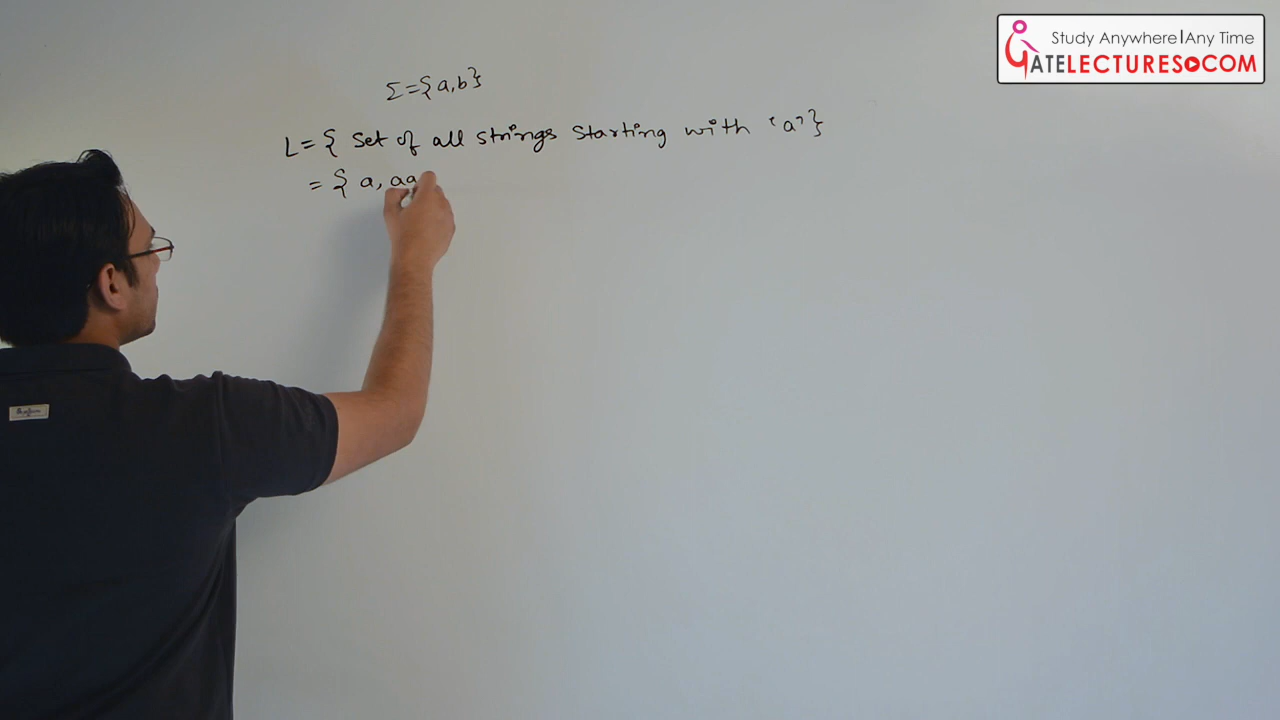 Study Anywhere|Any Time
GATELECTURES.COM
Σ={a,b}
L={ Set of all strings starting with 'a'}
= { a, aa